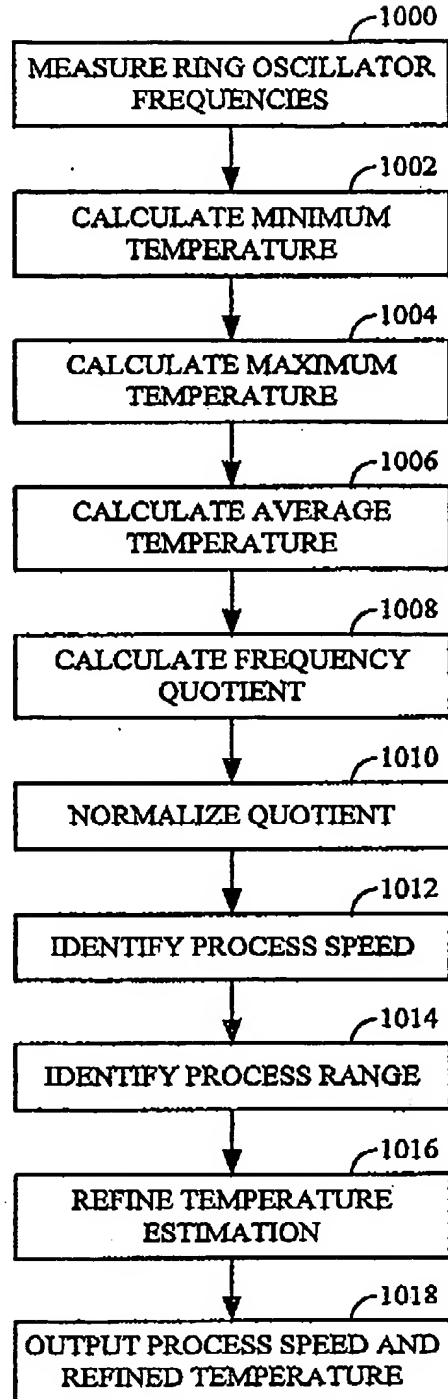 1000
MEASURE RING OSCILLATOR
FREQUENCIES
1002
CALCULATE MINIMUM
TEMPERATURE
1004
CALCULATE MAXIMUM
TEMPERATURE
1006
CALCULATE AVERAGE
TEMPERATURE
1008
CALCULATE FREQUENCY
QUOTIENT
1010
NORMALIZE QUOTIENT
1012
IDENTIFY PROCESS SPEED
1014
IDENTIFY PROCESS RANGE
1016
REFINE TEMPERATURE
ESTIMATION
1018
OUTPUT PROCESS SPEED AND
REFINED TEMPERATURE